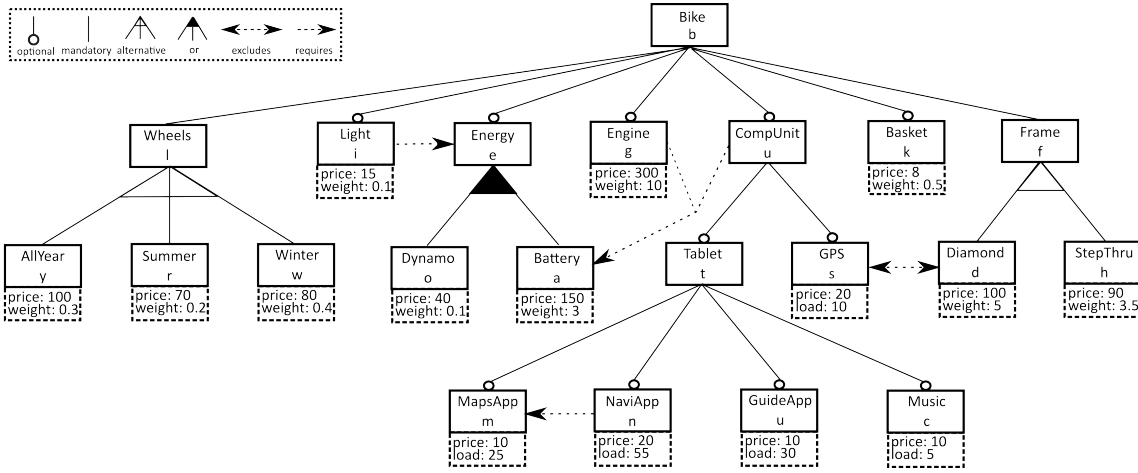 Bike
b
optional mandatory alternative or excludes requires
Wheels
l
Light
i
price: 15
weight: 0.1
Energy
e
Engine
g
price: 300
weight: 10
CompUnit
u
Basket
k
price: 8
weight: 0.5
Frame
f
AllYear
y
price: 100
weight: 0.3
Summer
r
price: 70
weight: 0.2
Winter
w
price: 80
weight: 0.4
Dynamo
o
price: 40
weight: 0.1
Battery
a
price: 150
weight: 3
Tablet
t
GPS
s
price: 20
load: 10
Diamond
d
price: 100
weight: 5
StepThru
h
price: 90
weight: 3.5
MapsApp
m
price: 10
load: 25
NaviApp
n
price: 20
load: 55
GuideApp
u
price: 10
load: 30
Music
c
price: 10
load: 5